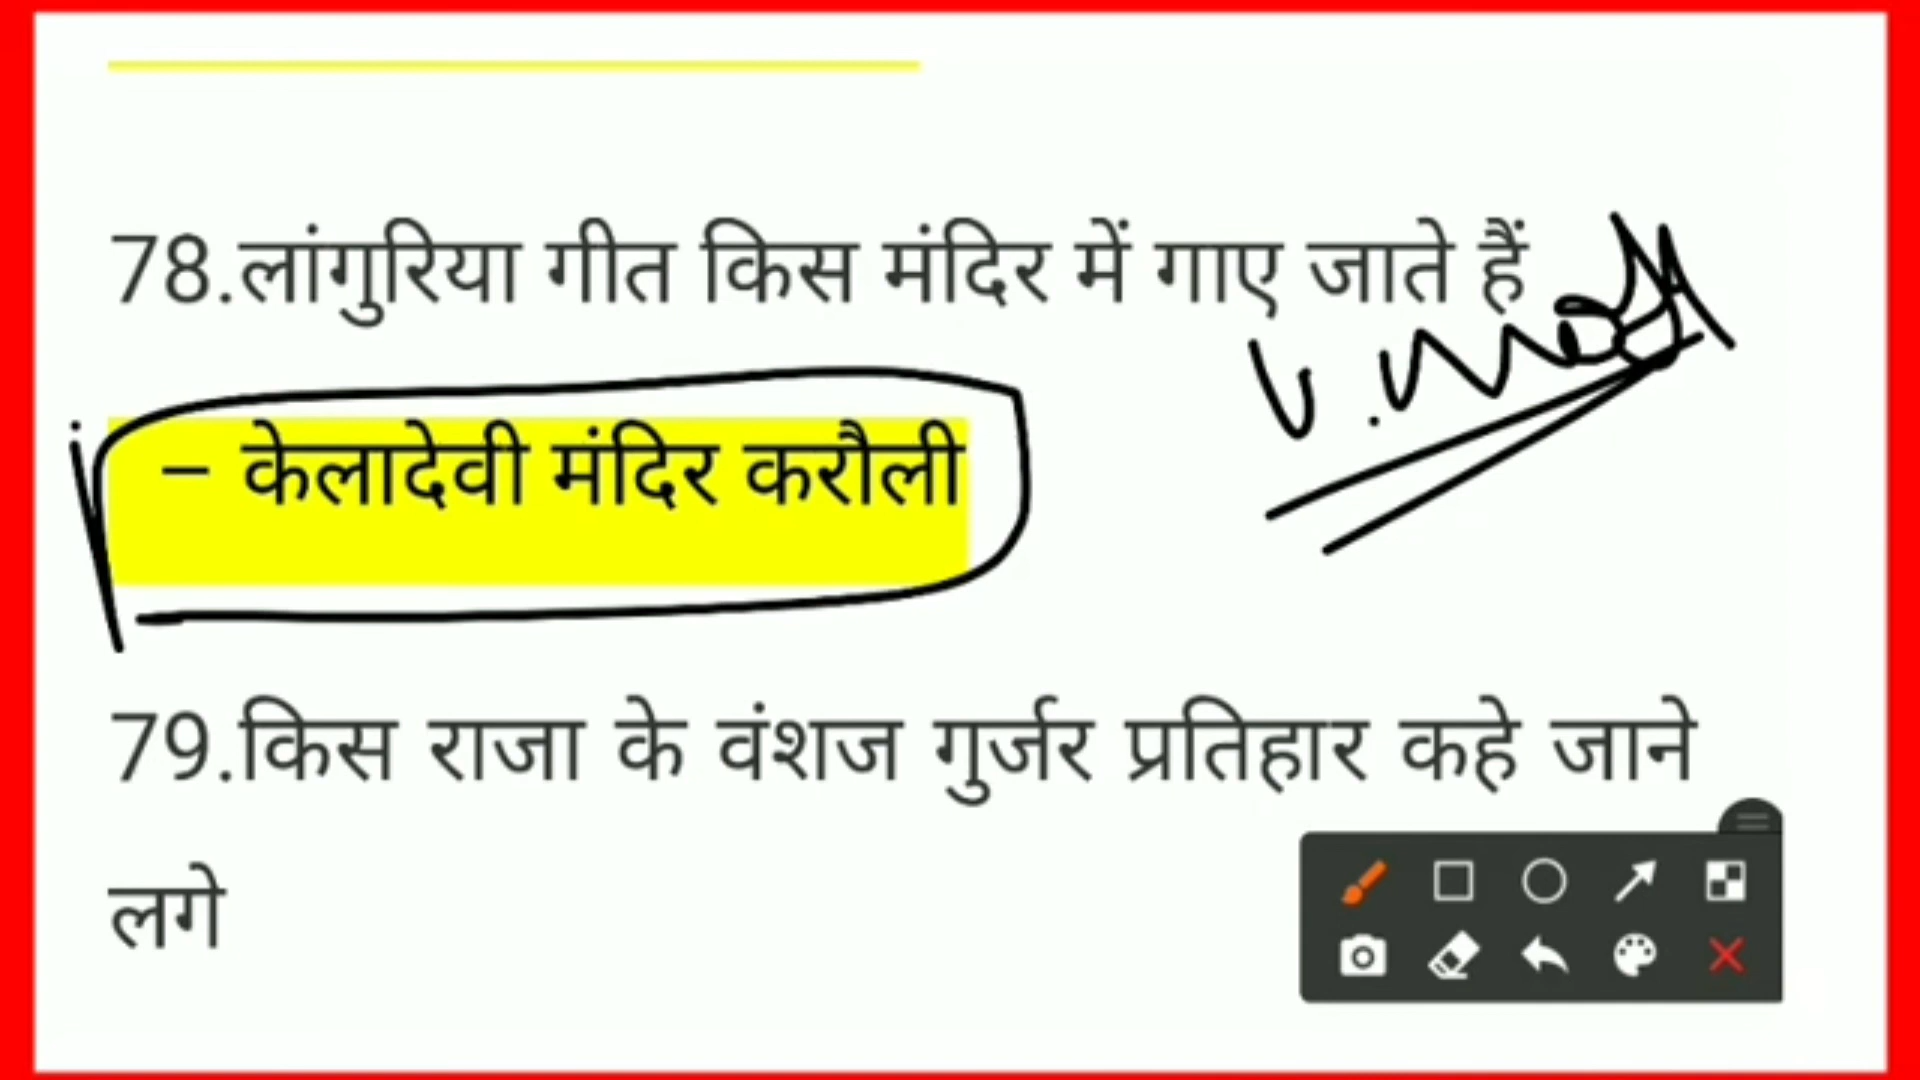 78.लांगुरिया गीत किस मंदिर में गाए जाते हैं
– केलादेवी मंदिर करौली
79.किस राजा के वंशज गुर्जर प्रतिहार कहे जाने
लगे